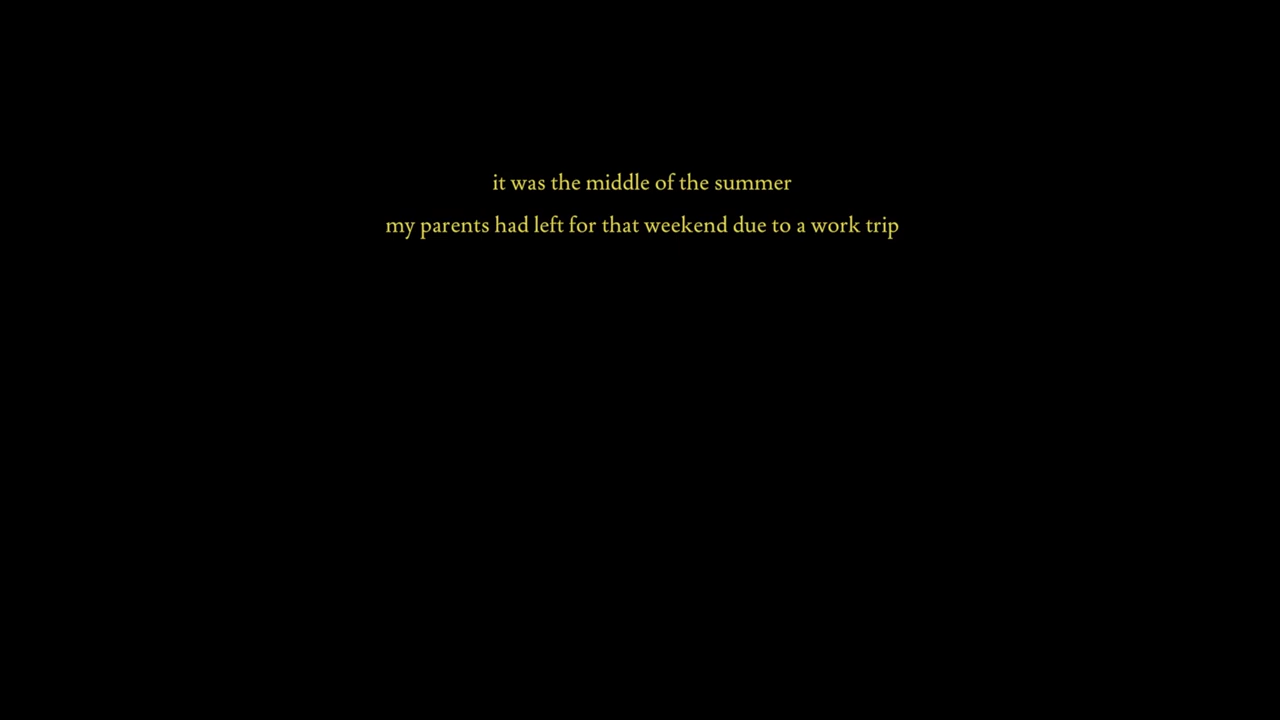 it was the middle of the summer
my parents had left for that weekend due to a work trip